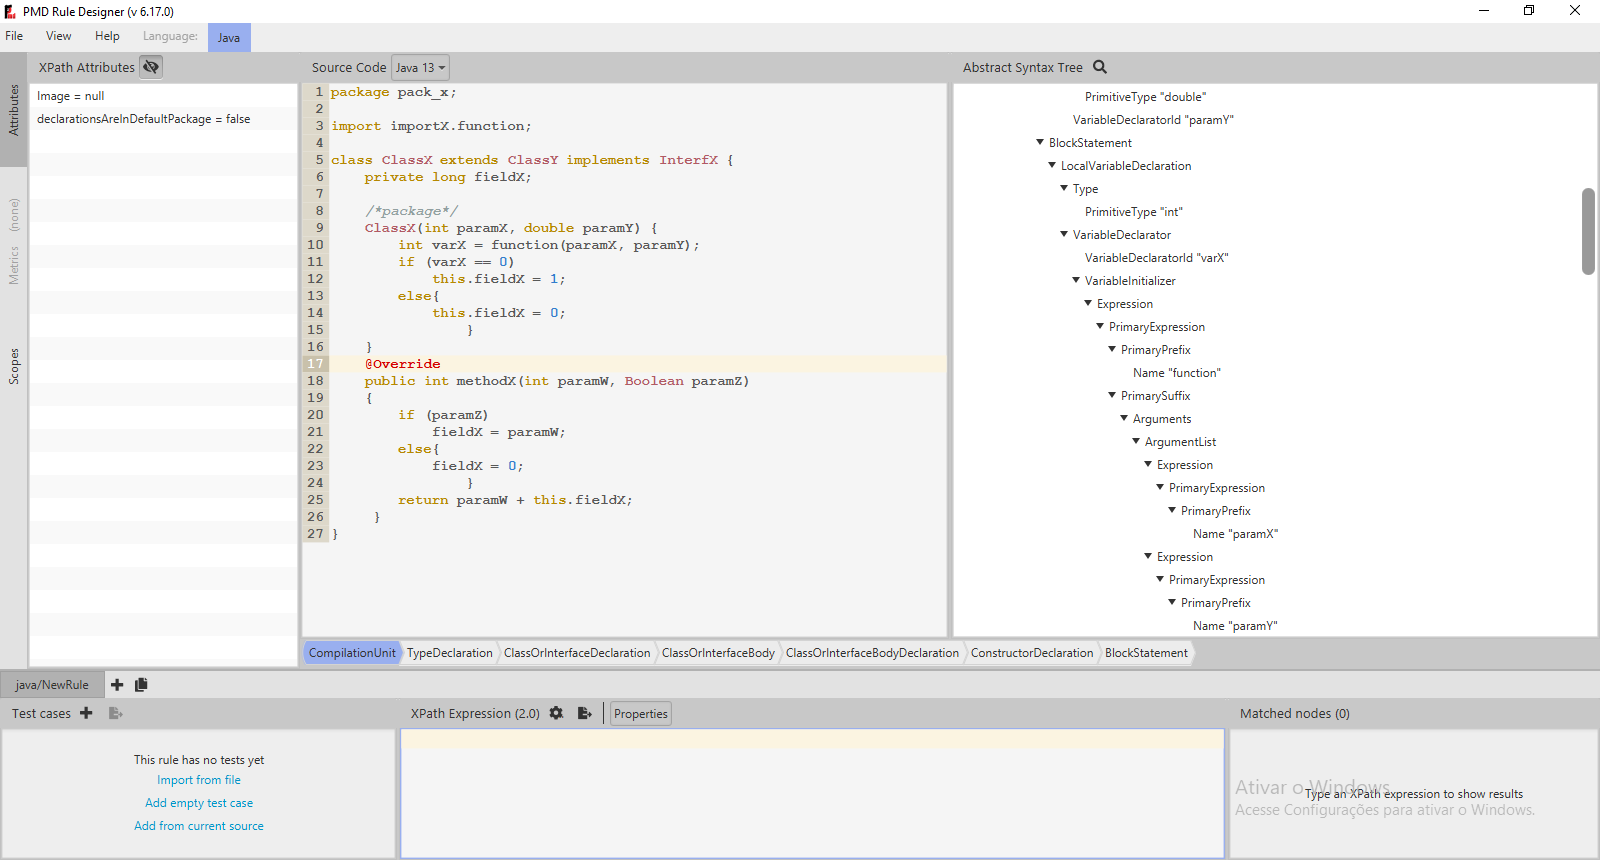 PMD Rule Designer (v 6.17.0)
File View Help Language: Java
Attributes
Metrics (none)
Scopes
XPath Attributes
Image = null
declarationsAreInDefaultPackage = false
Source Code Java 13
1 package pack_x;
2
3 import importX.function;
4
5 class ClassX extends ClassY implements InterfX {
6 private long fieldX;
7
8 /*package*/
9 ClassX(int paramX, double paramY) {
10 int varX = function(paramX, paramY);
11 if (varX == 0)
12 this.fieldX = 1;
13 else{
14 this.fieldX = 0;
15 }
16 }
17 @Override
18 public int methodX(int paramW, Boolean paramZ)
19 {
20 if (paramZ)
21 fieldX = paramW;
22 else{
23 fieldX = 0;
24 }
25 return paramW + this.fieldX;
26 }
27 }
CompilationUnit TypeDeclaration ClassOrInterfaceDeclaration ClassOrInterfaceBody ClassOrInterfaceBodyDeclaration ConstructorDeclaration BlockStatement
Abstract Syntax Tree
PrimitiveType "double"
VariableDeclaratorId "paramY"
BlockStatement
LocalVariableDeclaration
Type
PrimitiveType "int"
VariableDeclarator
VariableDeclaratorId "varX"
VariableInitializer
Expression
PrimaryExpression
PrimaryPrefix
Name "function"
PrimarySuffix
Arguments
ArgumentList
Expression
PrimaryExpression
PrimaryPrefix
Name "paramX"
Expression
PrimaryExpression
PrimaryPrefix
Name "paramY"
java/NewRule
Test cases
This rule has no tests yet
Import from file
Add empty test case
Add from current source
XPath Expression (2.0) Properties
Matched nodes (0)
Type an XPath expression to show results
Ativar o Windows
Acesse Configurações para ativar o Windows.